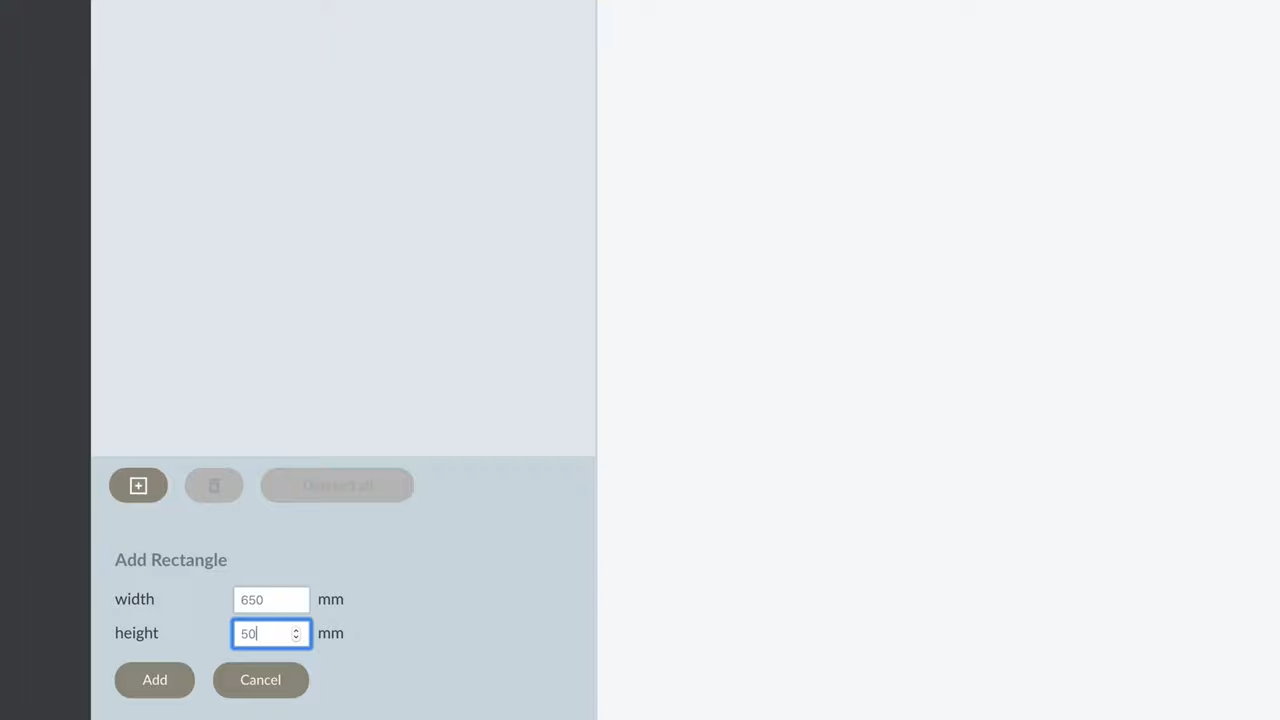 Add Rectangle
width 650 mm
height 50 mm
Add Cancel